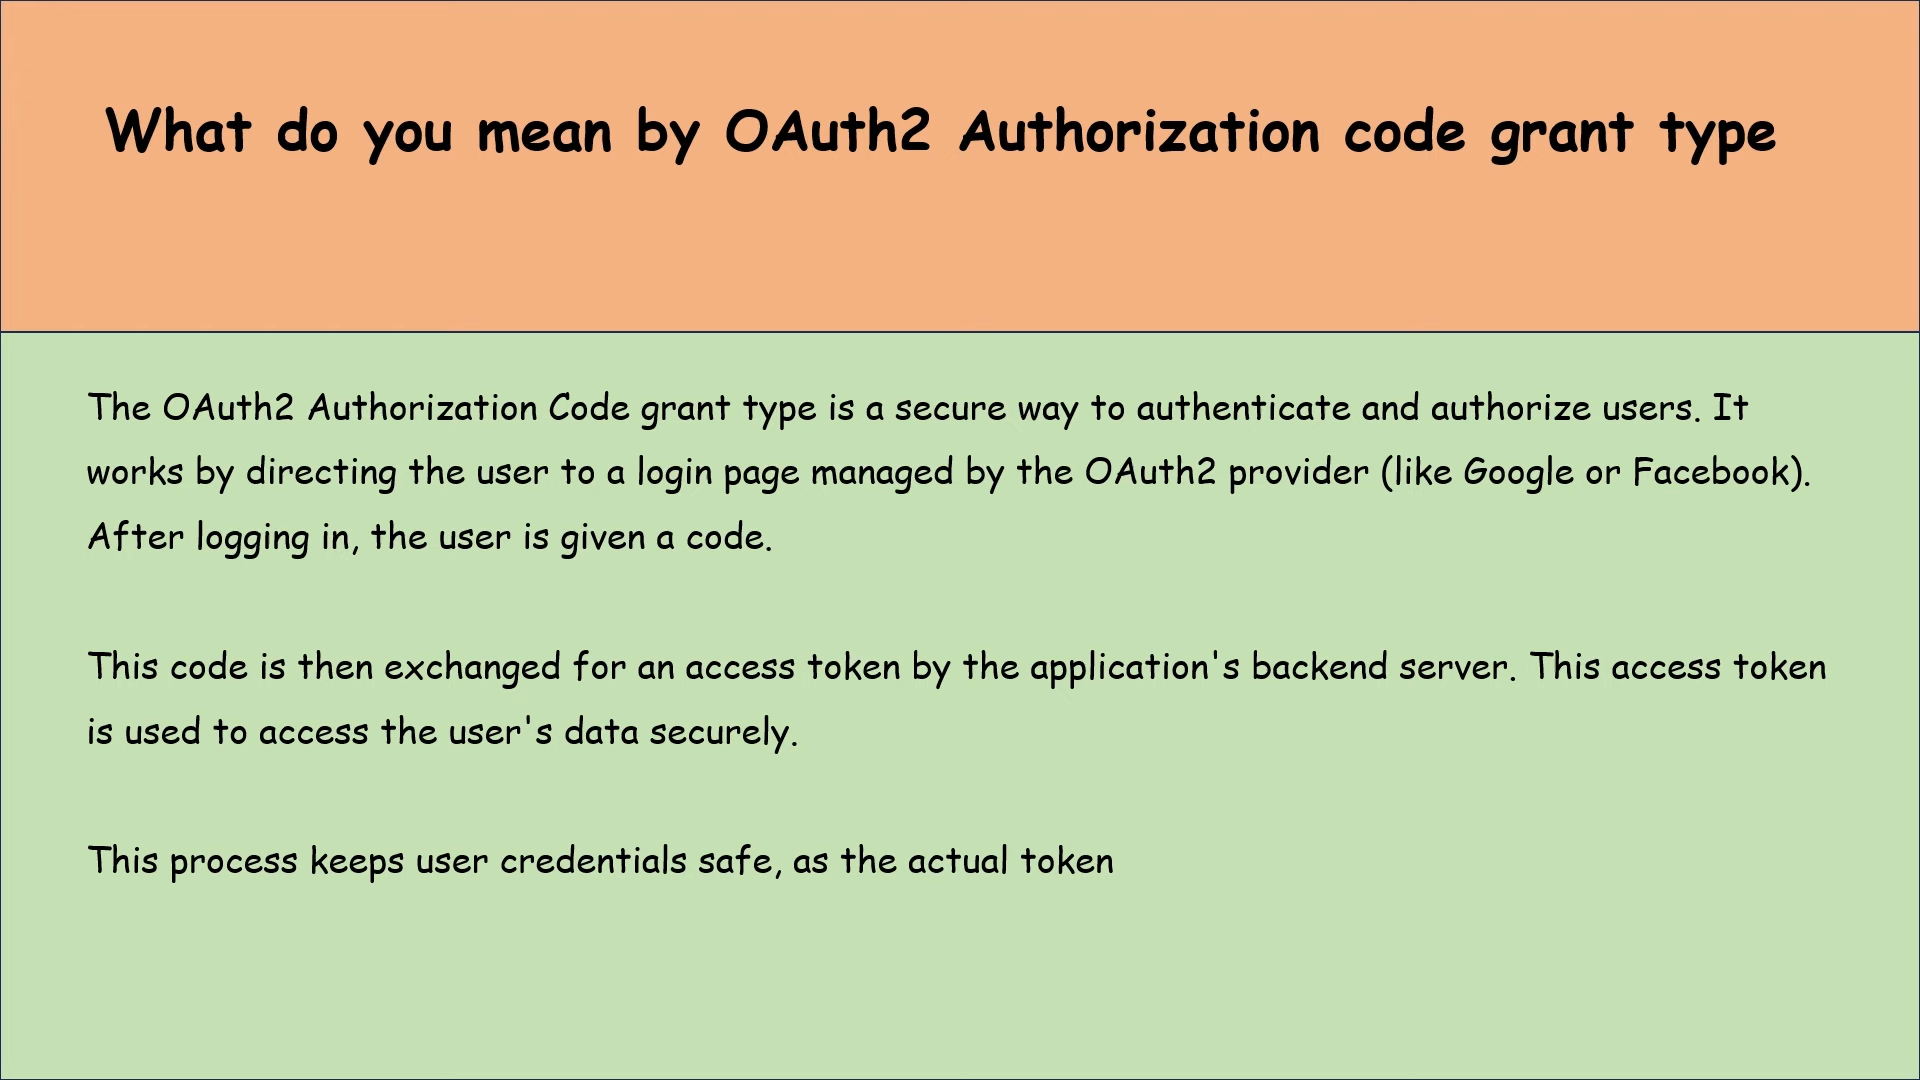 What do you mean by OAuth2 Authorization code grant type
The OAuth2 Authorization Code grant type is a secure way to authenticate and authorize users. It
works by directing the user to a login page managed by the OAuth2 provider (like Google or Facebook).
After logging in, the user is given a code.
This code is then exchanged for an access token by the application's backend server. This access token
is used to access the user's data securely.
This process keeps user credentials safe, as the actual token